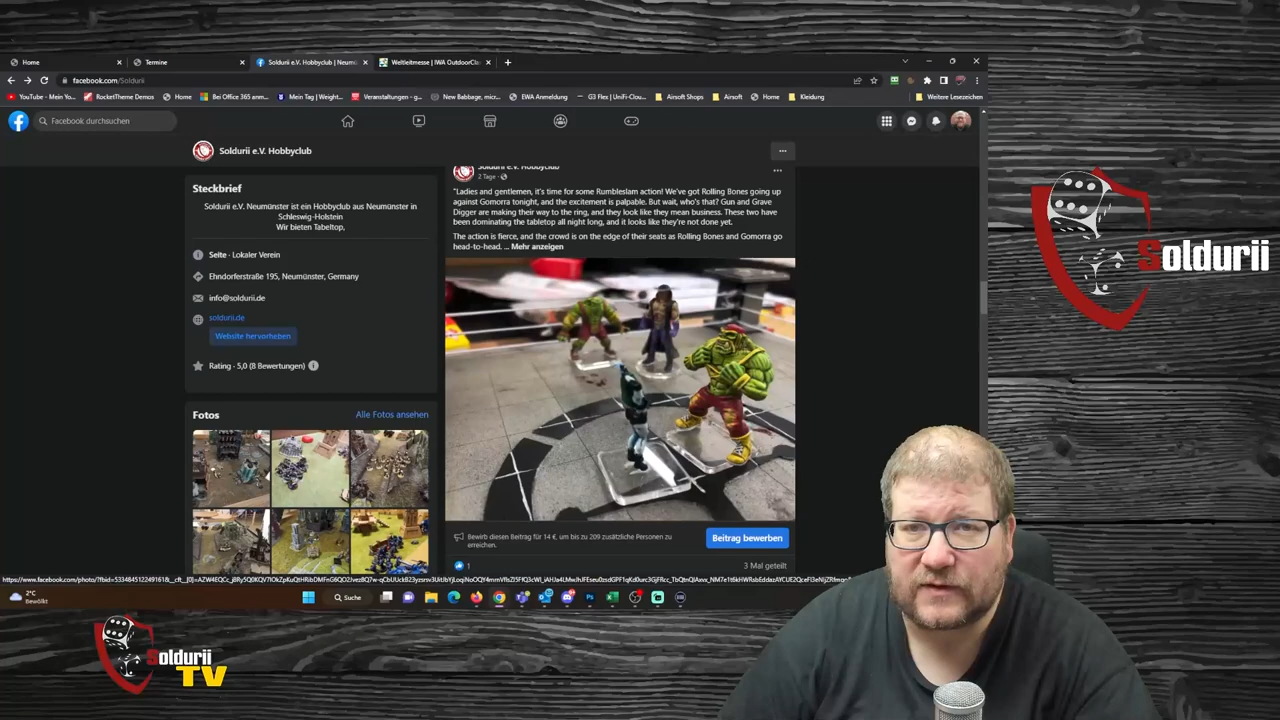 Home
Termine
Soldurii e.V. Hobbyclub | Neumü
Weltleitmesse | IWA OutdoorCla
facebook.com/Soldurii
YouTube - Mein Yo...
RocketTheme Demos
Home
Bei Office 365 anm...
Mein Tag | Weight...
Veranstaltungen - g...
New Babbage, micr...
EWA Anmeldung
G3 Flex | UniFi-Clou...
Airsoft Shops
Airsoft
Home
Kleidung
Weitere Lesezeichen
Facebook durchsuchen
Soldurii e.V. Hobbyclub
Steckbrief
Soldurii e.V. Neumünster ist ein Hobbyclub aus Neumünster in
Schleswig-Holstein
Wir bieten Tabeltop,
Seite · Lokaler Verein
Ehndorferstraße 195, Neumünster, Germany
info@soldurii.de
soldurii.de
Website hervorheben
Rating · 5,0 (8 Bewertungen)
Fotos
Alle Fotos ansehen
Soldurii e.V. Hobbyclub
2 Tage ·
"Ladies and gentlemen, it's time for some Rumbleslam action! We've got Rolling Bones going up
against Gomorra tonight, and the excitement is palpable. But wait, who's that? Gun and Grave
Digger are making their way to the ring, and they look like they mean business. These two have
been dominating the tabletop all night long, and it looks like they're not done yet.
The action is fierce, and the crowd is on the edge of their seats as Rolling Bones and Gomorra go
head-to-head. ... Mehr anzeigen
Bewirb diesen Beitrag für 14 €, um bis zu 209 zusätzliche Personen zu
erreichen.
Beitrag bewerben
1
3 Mal geteilt
2°C
Bewölkt
Suche
Soldurii
Soldurii
TV